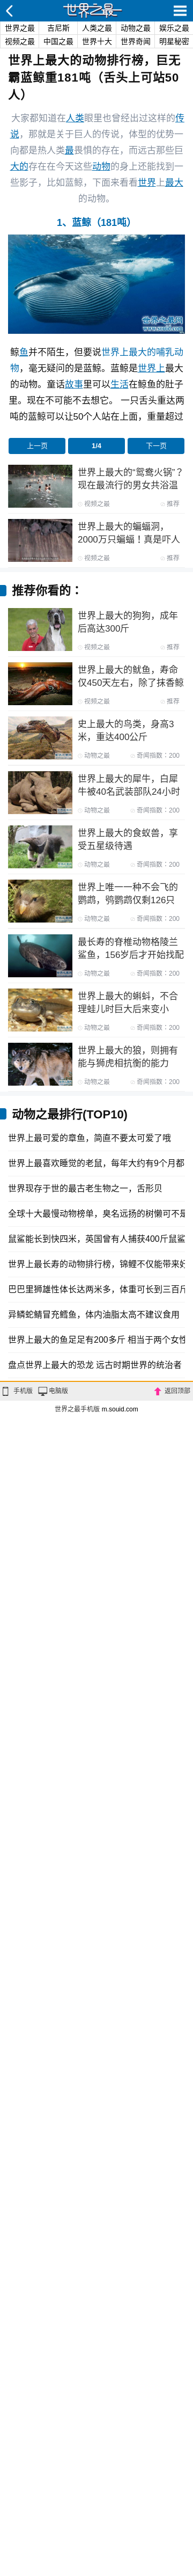 世界之最
世界之最 吉尼斯 人类之最 动物之最 娱乐之最
视频之最 中国之最 世界十大 世界奇闻 明星秘密
世界上最大的动物排行榜，巨无
霸蓝鲸重181吨（舌头上可站50
人）
大家都知道在人类眼里也曾经出过这样的传
说，那就是关于巨人的传说，体型的优势一
向都是热人类最畏惧的存在，而远古那些巨
大的存在在今天这些动物的身上还能找到一
些影子，比如蓝鲸，下面来看看世界上最大
的动物。
1、蓝鲸（181吨）
世界之最网
鲸鱼并不陌生，但要说世界上最大的哺乳动
物，毫无疑问的是蓝鲸。蓝鲸是世界上最大
的动物。童话故事里可以生活在鲸鱼的肚子
里。现在不可能不去想它。 一只舌头重达两
吨的蓝鲸可以让50个人站在上面，重量超过
上一页 1/4 下一页
世界上最大的“鸳鸯火锅”？
现在最流行的男女共浴温
视频之最 推荐
世界上最大的蝙蝠洞，
2000万只蝙蝠！真是吓人
视频之最 推荐
推荐你看的：
世界上最大的狗狗，成年
后高达300斤
视频之最 推荐
世界上最大的鱿鱼，寿命
仅450天左右，除了抹香鲸
视频之最 推荐
史上最大的鸟类，身高3
米，重达400公斤
动物之最 奇闻指数：200
世界上最大的犀牛，白犀
牛被40名武装部队24小时
动物之最 奇闻指数：200
世界上最大的食蚁兽，享
受五星级待遇
动物之最 奇闻指数：200
世界上唯一一种不会飞的
鹦鹉，鸮鹦鹉仅剩126只
动物之最 奇闻指数：200
最长寿的脊椎动物格陵兰
鲨鱼，156岁后才开始找配
动物之最 奇闻指数：200
世界上最大的蝌蚪，不合
理蛙儿时巨大后来变小
动物之最 奇闻指数：200
世界上最大的狼，则拥有
能与狮虎相抗衡的能力
动物之最 奇闻指数：200
动物之最排行(TOP10)
世界上最可爱的章鱼，简直不要太可爱了哦
世界上最喜欢睡觉的老鼠，每年大约有9个月都
世界现存于世的最古老生物之一，舌形贝
全球十大最慢动物榜单，臭名远扬的树懒可不是
鼠鲨能长到快四米，英国曾有人捕获400斤鼠鲨
世界上最长寿的动物排行榜，锦鲤不仅能带来好
巴巴里狮雄性体长达两米多，体重可长到三百斤
异鳞蛇鲭冒充鳕鱼，体内油脂太高不建议食用
世界上最大的鱼足足有200多斤 相当于两个女性
盘点世界上最大的恐龙 远古时期世界的统治者
手机版 电脑版 返回顶部
世界之最手机版 m.souid.com